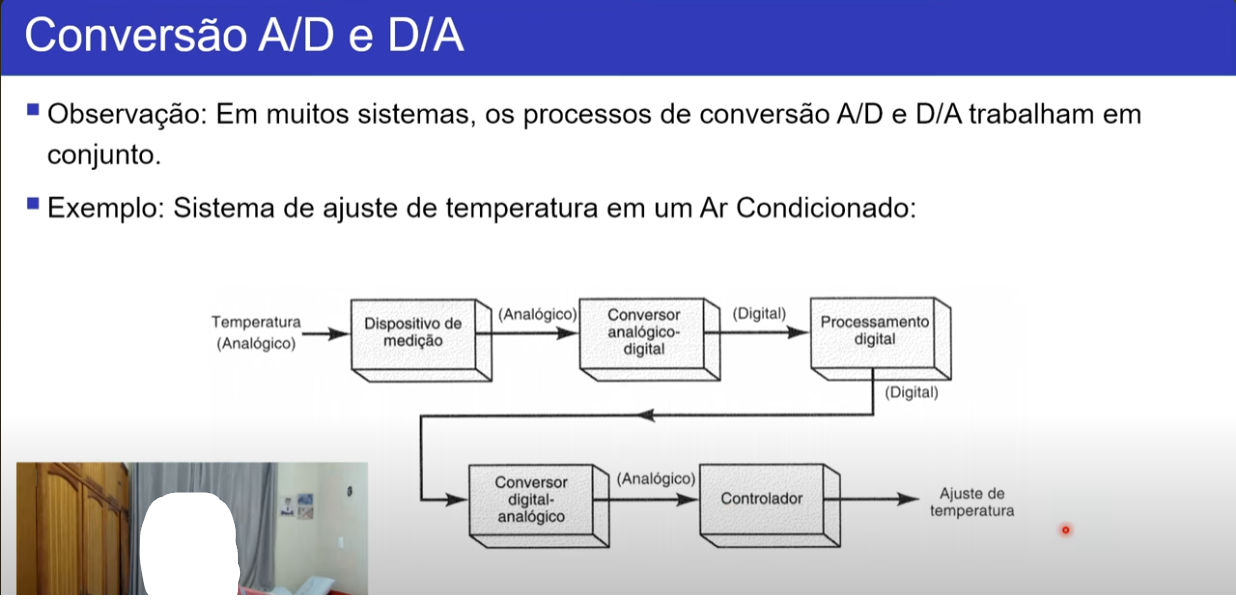 Conversão A/D e D/A
Observação: Em muitos sistemas, os processos de conversão A/D e D/A trabalham em
conjunto.
Exemplo: Sistema de ajuste de temperatura em um Ar Condicionado:
Temperatura
(Analógico)
Dispositivo de
medição
(Analógico)
Conversor
analógico-
digital
(Digital)
Processamento
digital
(Digital)
Conversor
digital-
analógico
(Analógico)
Controlador
Ajuste de
temperatura